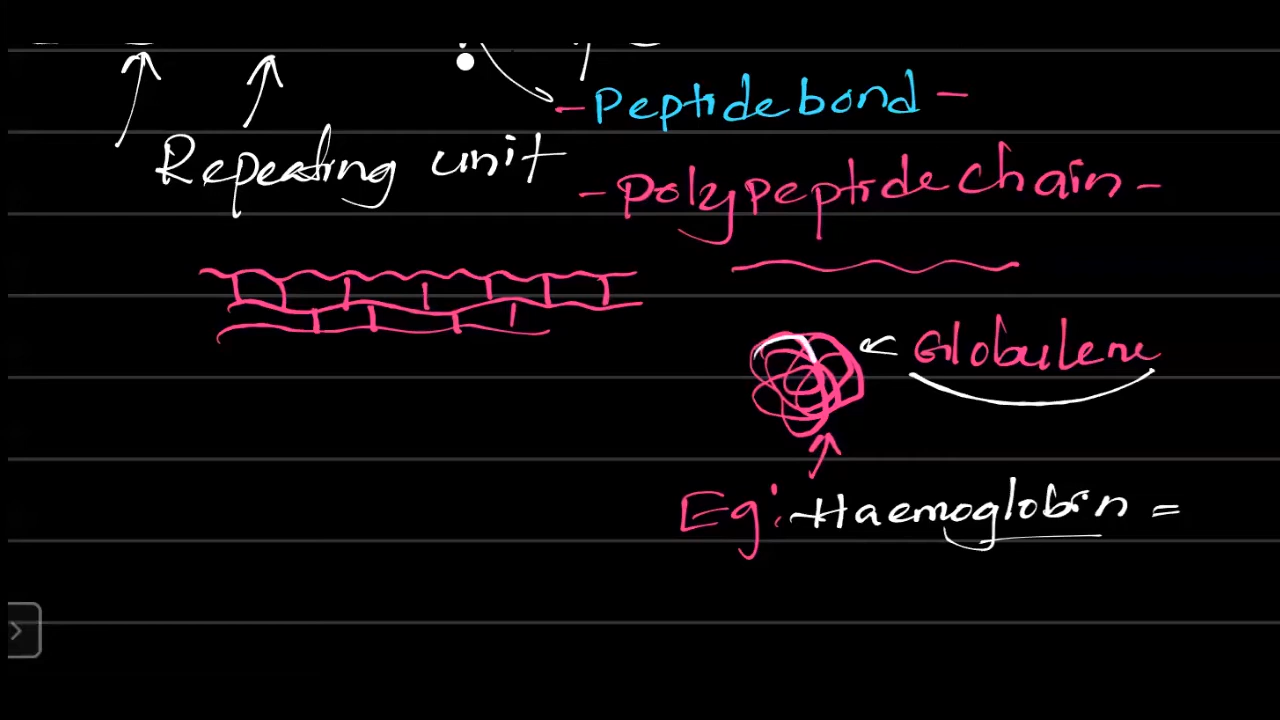 - Peptide bond -
Repeating unit
- Polypeptide chain -
Globulene
Eg: - Haemoglobin =